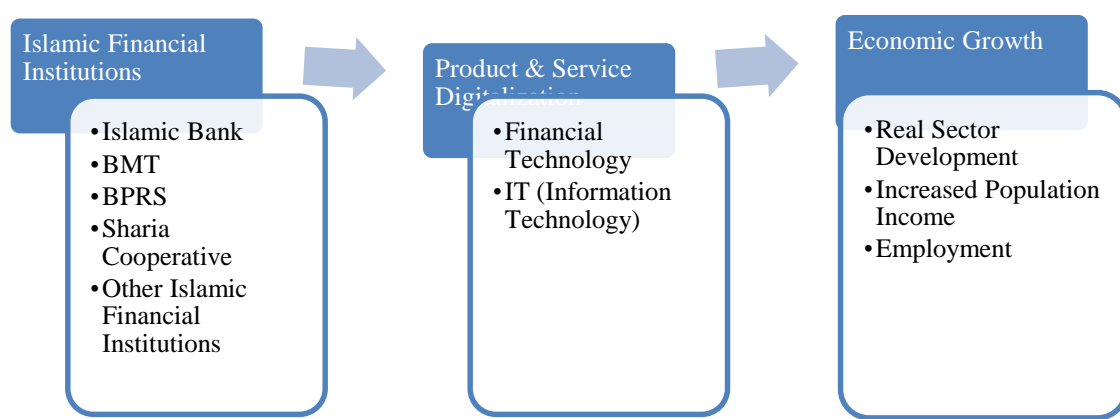 Islamic Financial
Institutions
•Islamic Bank
•BMT
•BPRS
•Sharia
Cooperative
•Other Islamic
Financial
Institutions
Product & Service
Digitalization
•Financial
Technology
•IT (Information
Technology)
Economic Growth
•Real Sector
Development
•Increased Population
Income
•Employment